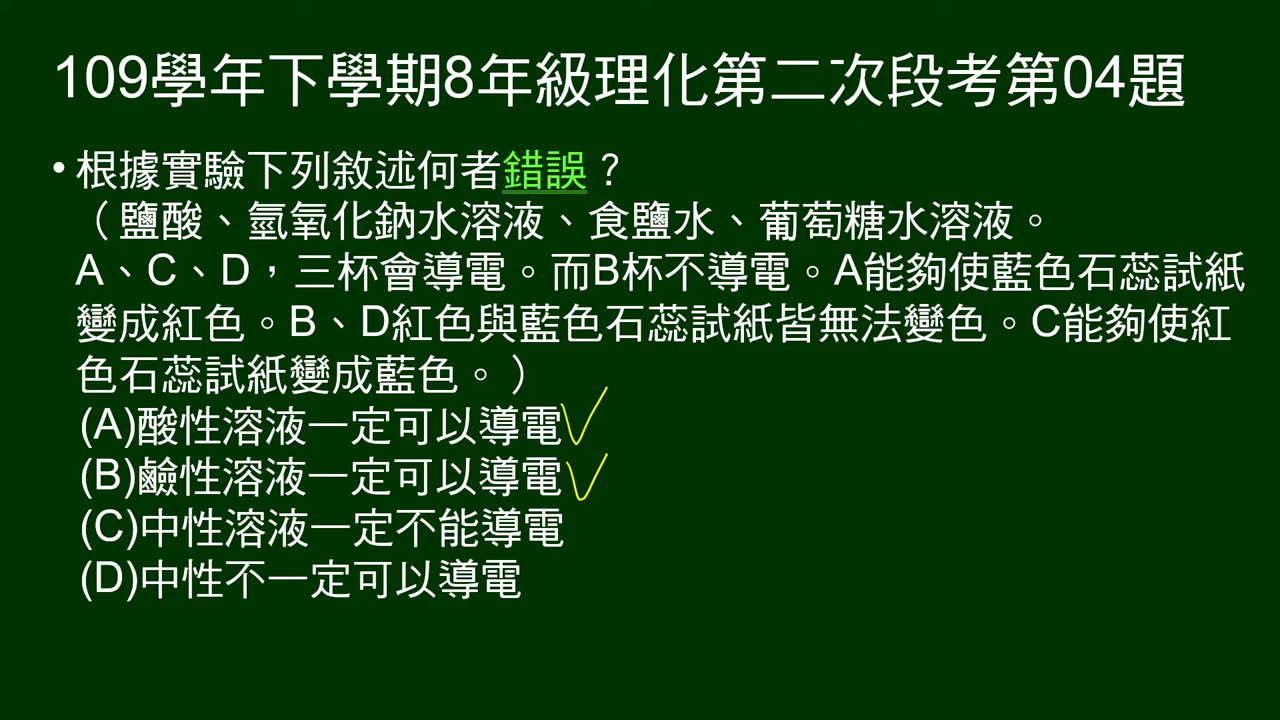 109學年下學期8年級理化第二次段考第04題
•根據實驗下列敘述何者錯誤？
（鹽酸、氫氧化鈉水溶液、食鹽水、葡萄糖水溶液。
A、C、D，三杯會導電。而B杯不導電。A能夠使藍色石蕊試紙
變成紅色。B、D紅色與藍色石蕊試紙皆無法變色。C能夠使紅
色石蕊試紙變成藍色。）
(A)酸性溶液一定可以導電
(B)鹼性溶液一定可以導電
(C)中性溶液一定不能導電
(D)中性不一定可以導電